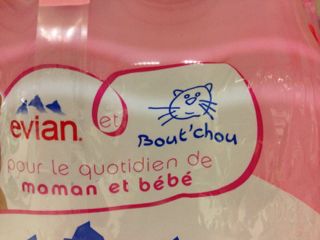 evian. et Bout'chou
pour le quotidien de
maman et bébé